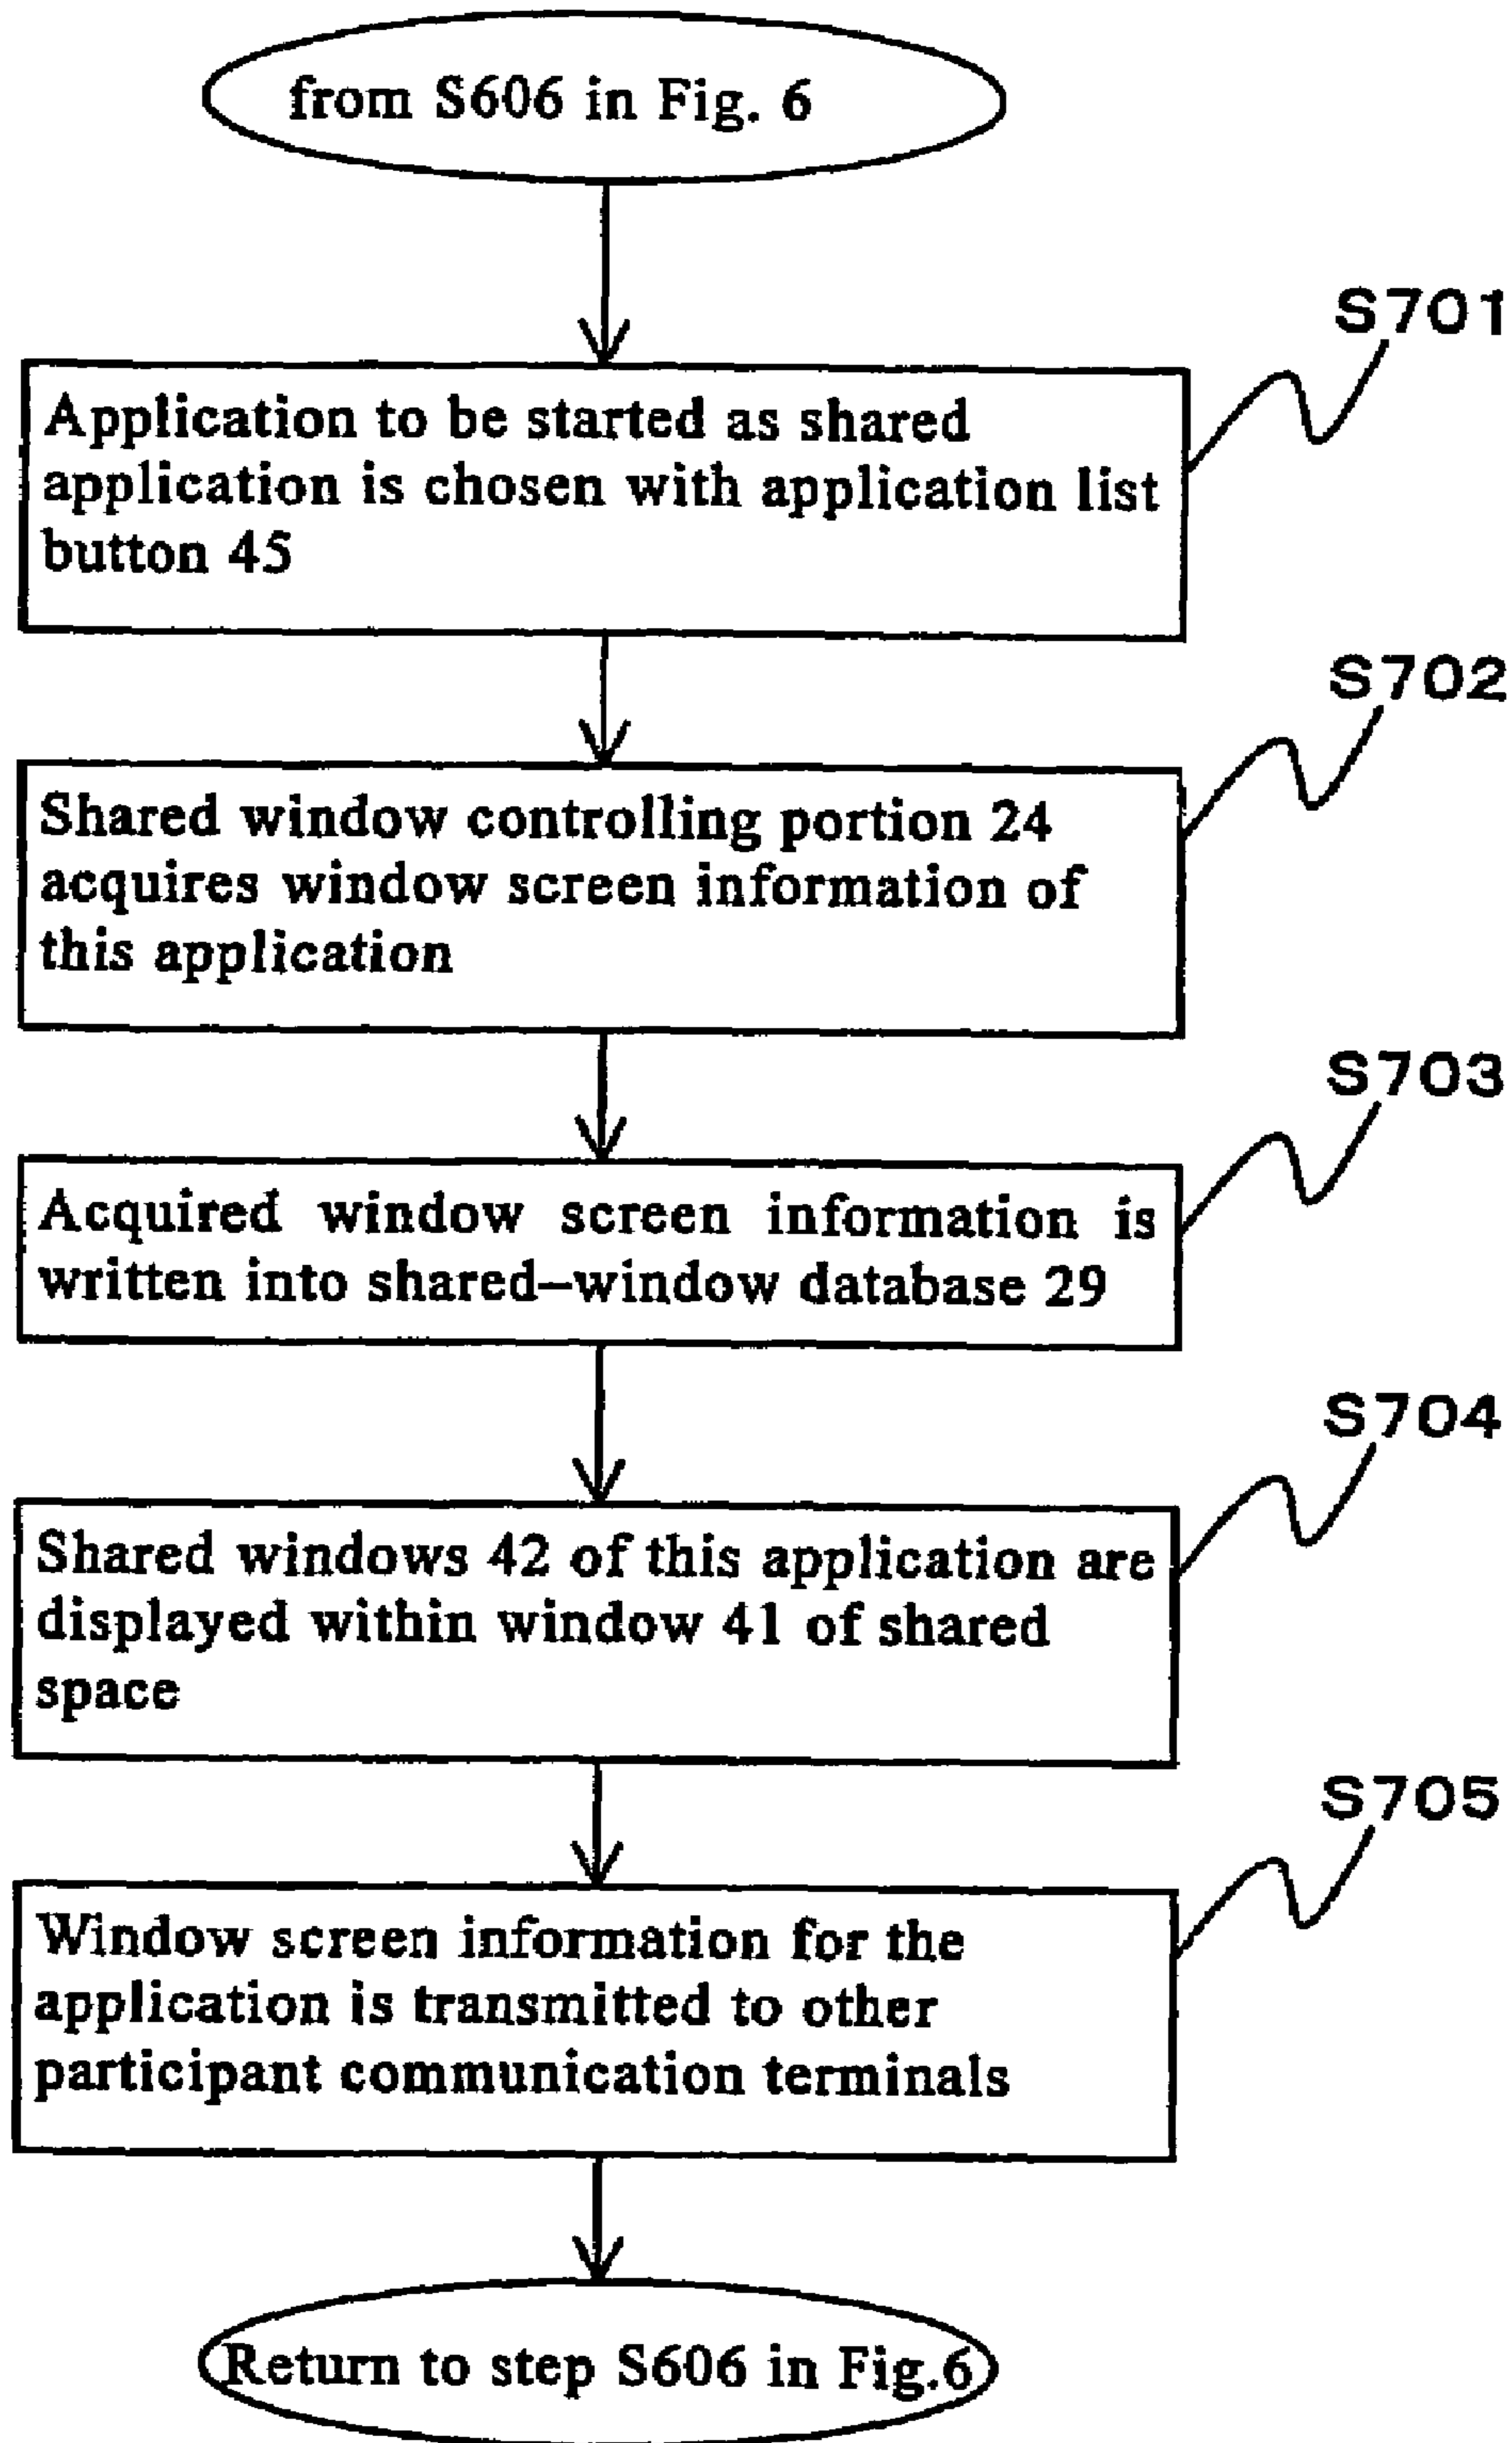 from S606 in Fig. 6
S701
Application to be started as shared
application is chosen with application list
button 45
S702
Shared window controlling portion 24
acquires window screen information of
this application
S703
Acquired window screen information is
written into shared–window database 29
S704
Shared windows 42 of this application are
displayed within window 41 of shared
space
S705
Window screen information for the
application is transmitted to other
participant communication terminals
Return to step S606 in Fig.6